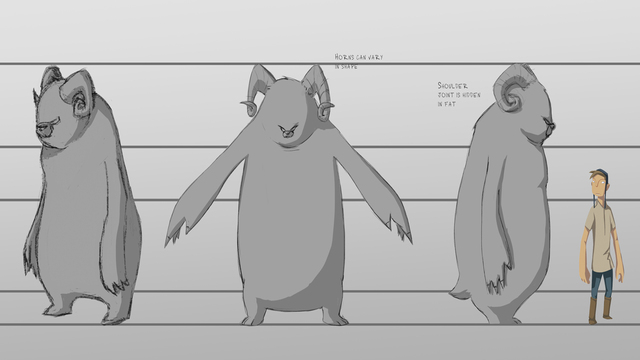 HORNS CAN VARY
IN SHAPE
SHOULDER
JOINT IS HIDDEN
IN FAT